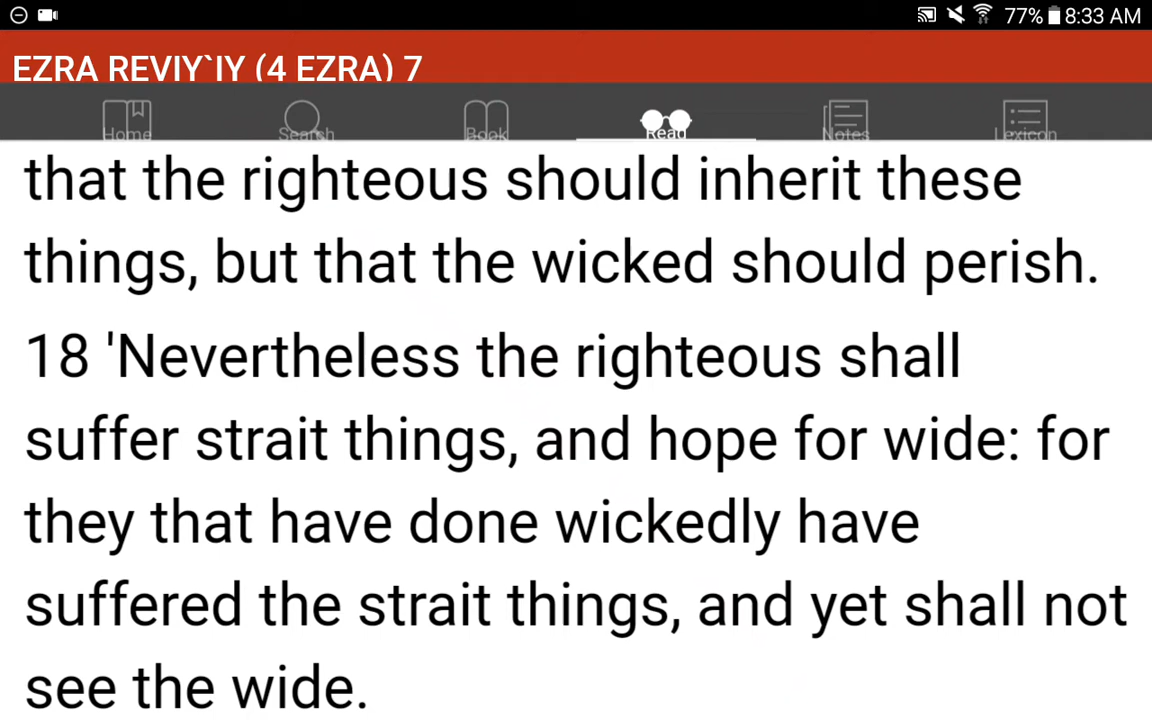 77% 8:33 AM
EZRA REVIY`IY (4 EZRA) 7
Home Search Book Read Notes Lexicon
that the righteous should inherit these
things, but that the wicked should perish.
18 'Nevertheless the righteous shall
suffer strait things, and hope for wide: for
they that have done wickedly have
suffered the strait things, and yet shall not
see the wide.